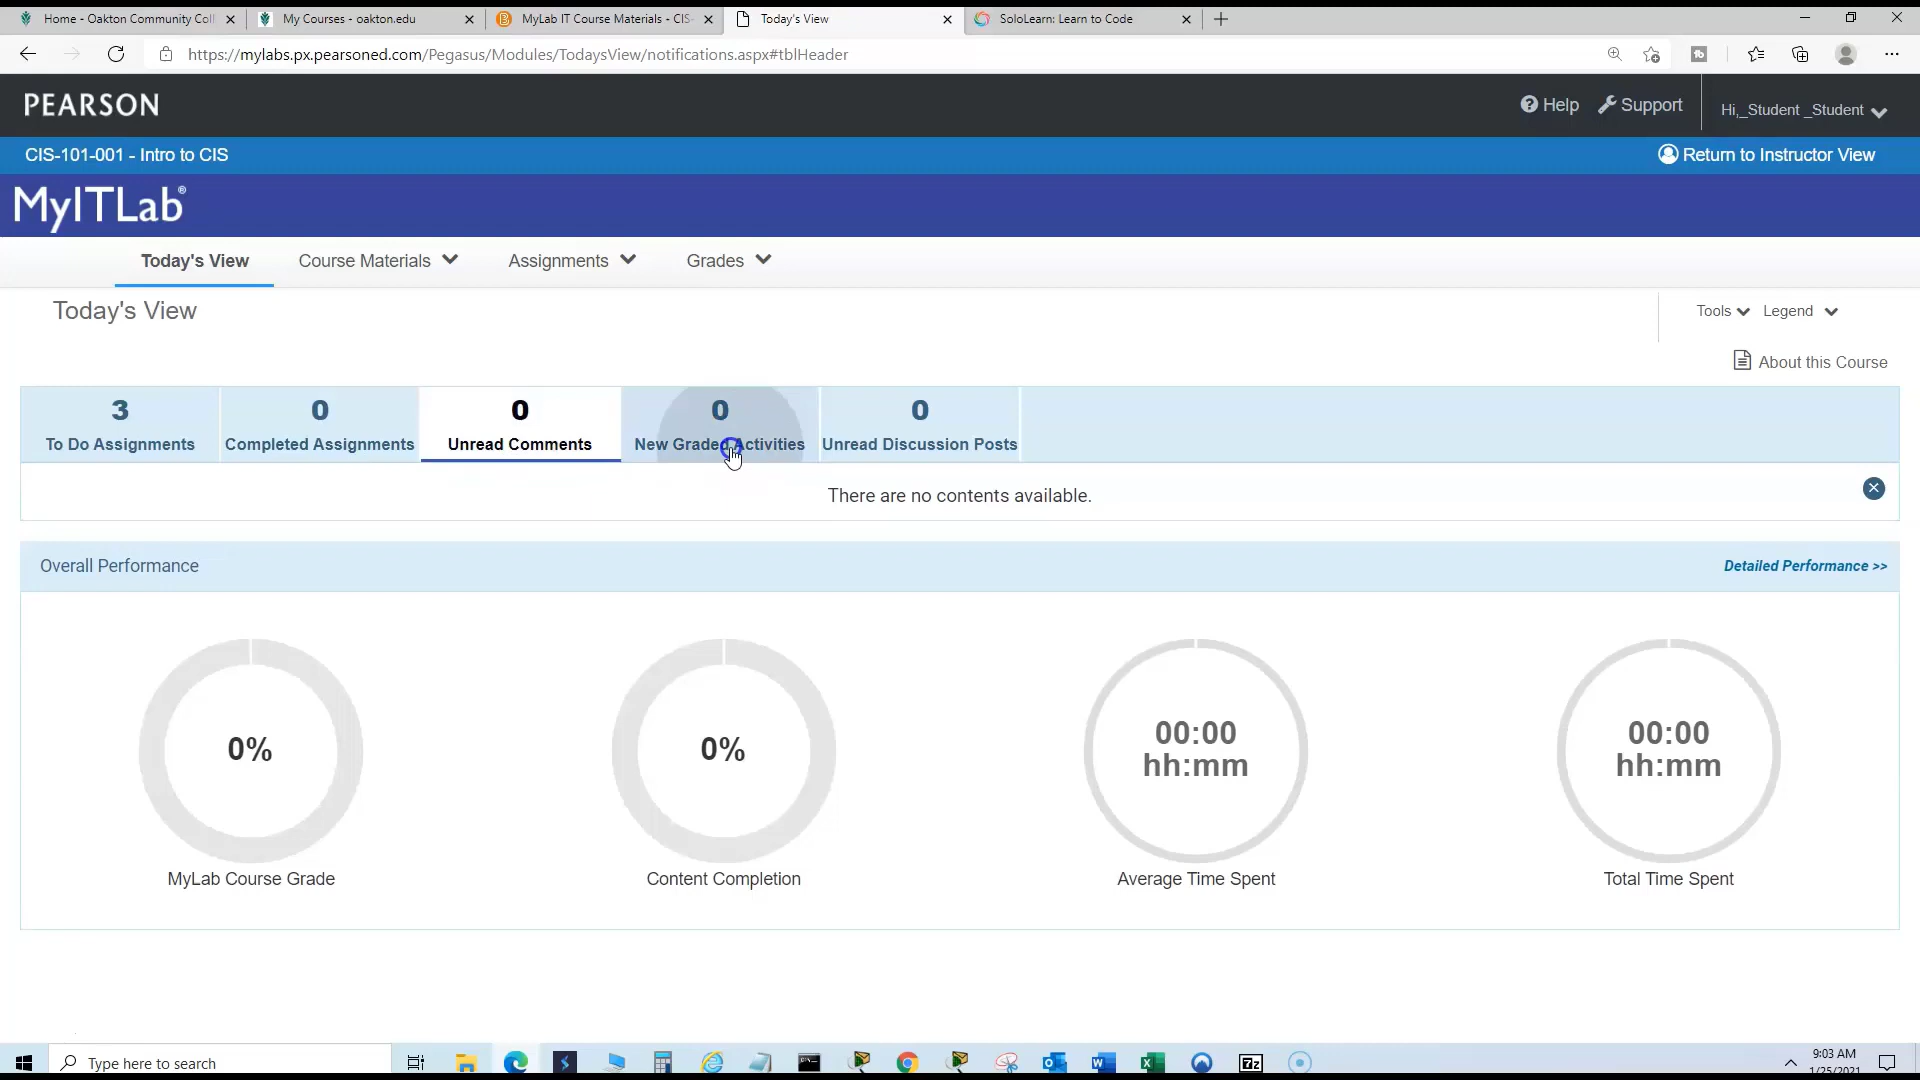 Home - Oakton Community Coll
My Courses - oakton.edu
MyLab IT Course Materials - CIS-
Today's View
SoloLearn: Learn to Code
https://mylabs.px.pearsoned.com/Pegasus/Modules/TodaysView/notifications.aspx#tblHeader
PEARSON
Help
Support
Hi,_Student _Student
CIS-101-001 - Intro to CIS
Return to Instructor View
MyITLab®
Today's View
Course Materials
Assignments
Grades
Today's View
Tools
Legend
About this Course
3
0
0
0
0
To Do Assignments
Completed Assignments
Unread Comments
New Graded Activities
Unread Discussion Posts
There are no contents available.
Overall Performance
Detailed Performance >>
0%
0%
00:00
hh:mm
00:00
hh:mm
MyLab Course Grade
Content Completion
Average Time Spent
Total Time Spent
Type here to search
9:03 AM
1/25/2021